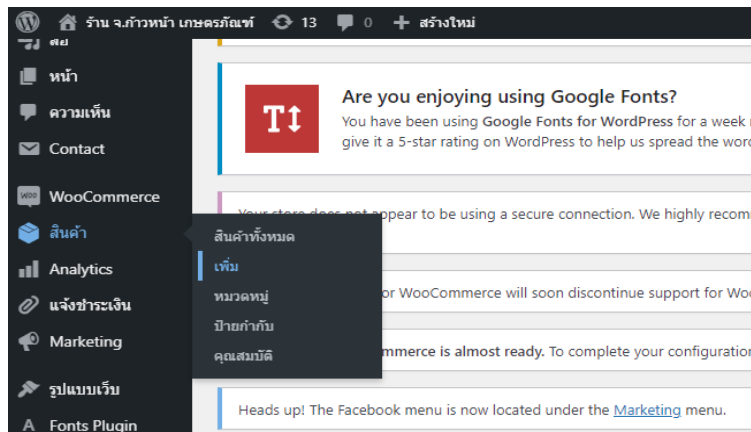 ร้าน จ.ก้าวหน้า เกษตรภัณฑ์ 13 0 + สร้างใหม่
สื่อ
หน้า
ความเห็น
Contact
WooCommerce
สินค้า
Analytics
แจ้งชำระเงิน
Marketing
รูปแบบเว็บ
Fonts Plugin
สินค้าทั้งหมด
เพิ่ม
หมวดหมู่
ป้ายกำกับ
คุณสมบัติ
Are you enjoying using Google Fonts?
You have been using Google Fonts for WordPress for a week
give it a 5-star rating on WordPress to help us spread the word
Your store does not appear to be using a secure connection. We highly recom
or WooCommerce will soon discontinue support for Woo
mmerce is almost ready. To complete your configuration
Heads up! The Facebook menu is now located under the Marketing menu.